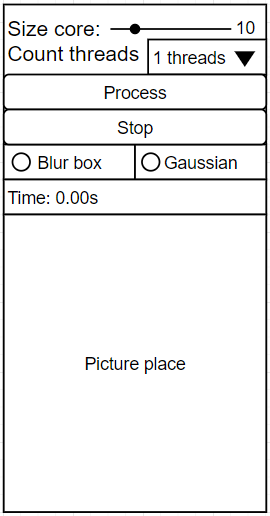 Size core: 10
Count threads 1 threads
Process
Stop
Blur box Gaussian
Time: 0.00s
Picture place